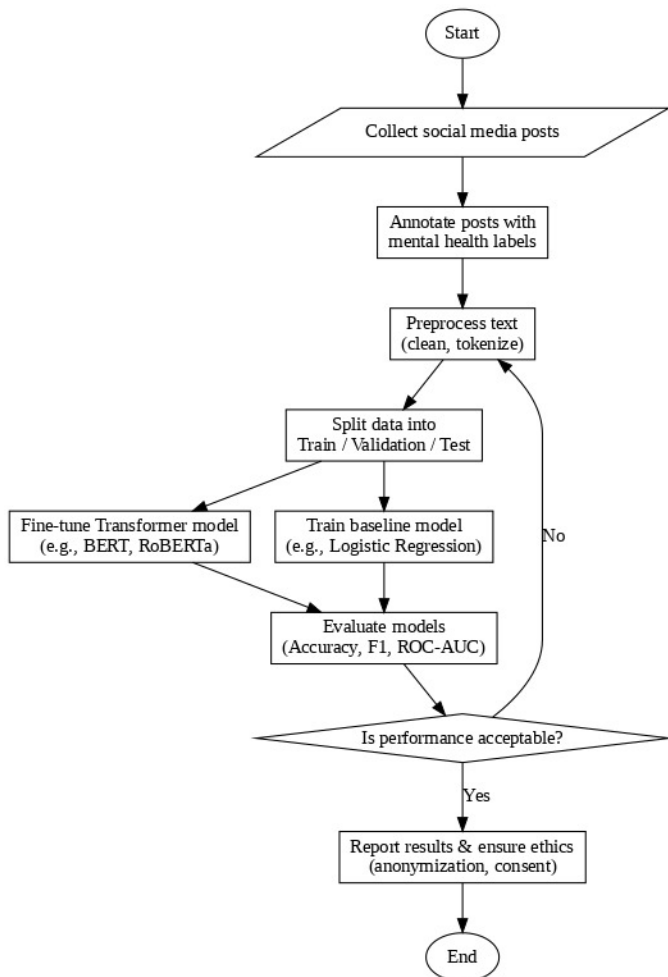 Start
Collect social media posts
Annotate posts with
mental health labels
Preprocess text
(clean, tokenize)
Split data into
Train / Validation / Test
Fine-tune Transformer model
(e.g., BERT, RoBERTa)
Train baseline model
(e.g., Logistic Regression)
No
Evaluate models
(Accuracy, F1, ROC-AUC)
Is performance acceptable?
Yes
Report results & ensure ethics
(anonymization, consent)
End